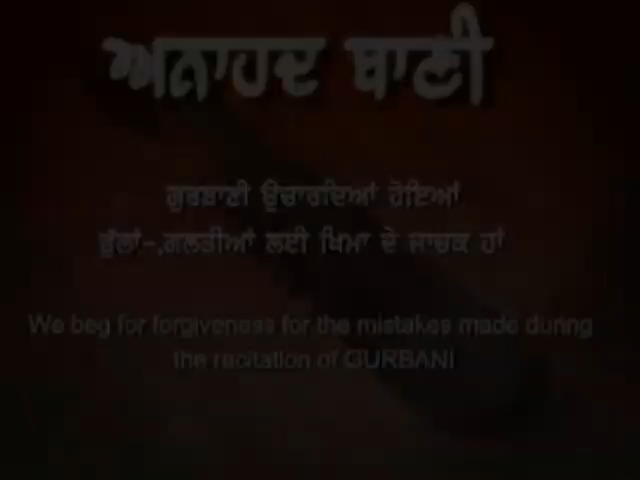 ਅਨਾਹਦ ਬਾਣੀ
ਗੁਰਬਾਣੀ ਉਚਾਰਦਿਆਂ ਹੋਇਆਂ
ਭੁੱਲਾਂ-,ਗਲਤੀਆਂ ਲਈ ਖਿਮਾ ਦੇ ਜਾਚਕ ਹਾਂ
We beg for forgiveness for the mistakes made during
the recitation of GURBANI